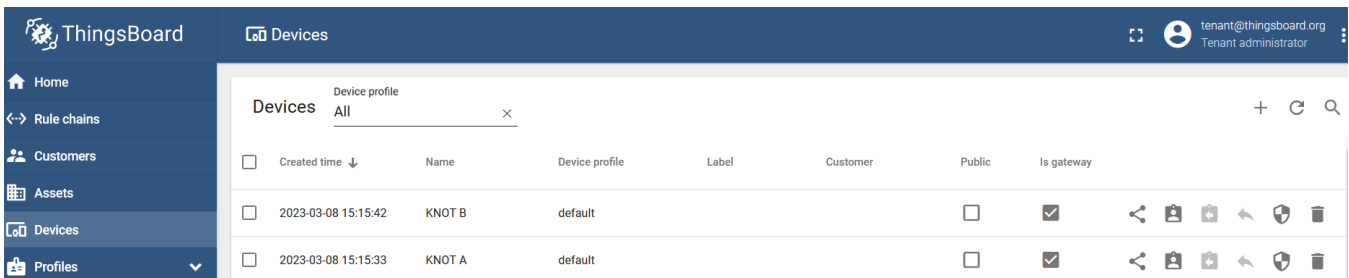 ThingsBoard
Devices
tenant@thingsboard.org
Tenant administrator
Home
Rule chains
Customers
Assets
Devices
Profiles
Devices
Device profile
All
Created time Name Device profile Label Customer Public Is gateway
2023-03-08 15:15:42 KNOT B default
2023-03-08 15:15:33 KNOT A default